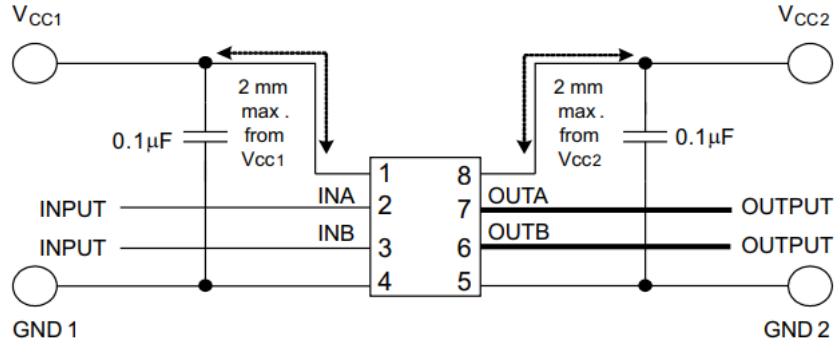 VCC1
VCC2
2 mm
max .
from
Vcc1
2 mm
max .
from
Vcc2
0.1µF
0.1µF
1
8
INPUT
INA
2
7
OUTA
OUTPUT
INPUT
INB
3
6
OUTB
OUTPUT
4
5
GND 1
GND 2